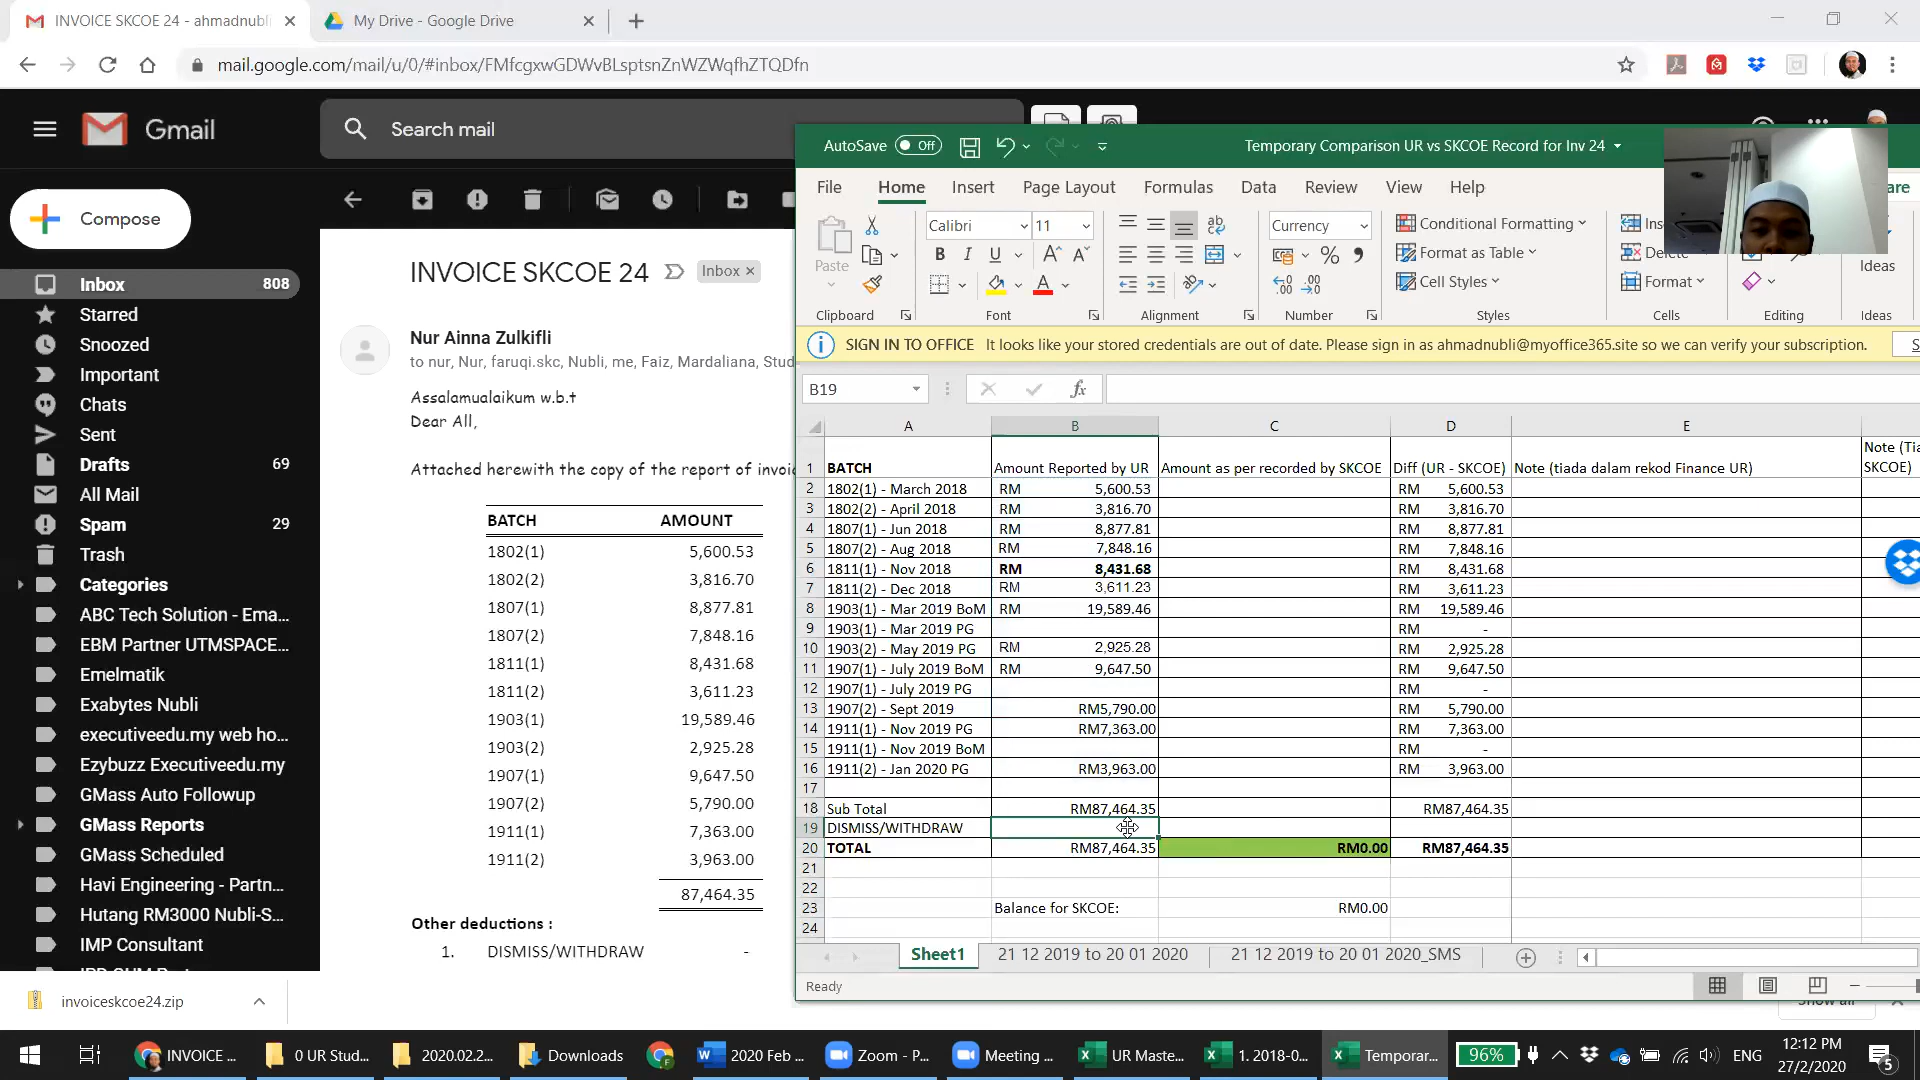 INVOICE SKCOE 24 - ahmadnubli
My Drive - Google Drive
mail.google.com/mail/u/0/#inbox/FMfcgxwGDWvBLsptsnZnWZWqfhZTQDfn
Gmail
Search mail
Compose
Inbox 808
Starred
Snoozed
Important
Chats
Sent
Drafts 69
All Mail
Spam 29
Trash
Categories
ABC Tech Solution - Ema...
EBM Partner UTMSPACE...
Emelmatik
Exabytes Nubli
executiveedu.my web ho...
Ezybuzz Executiveedu.my
GMass Auto Followup
GMass Reports
GMass Scheduled
Havi Engineering - Partn...
Hutang RM3000 Nubli-S...
IMP Consultant
INVOICE SKCOE 24 Inbox
Nur Ainna Zulkifli
to nur, Nur, faruqi.skc, Nubli, me, Faiz, Mardaliana, Stud
Assalamualaikum w.b.t
Dear All,
Attached herewith the copy of the report of invoi
BATCH AMOUNT
1802(1) 5,600.53
1802(2) 3,816.70
1807(1) 8,877.81
1807(2) 7,848.16
1811(1) 8,431.68
1811(2) 3,611.23
1903(1) 19,589.46
1903(2) 2,925.28
1907(1) 9,647.50
1907(2) 5,790.00
1911(1) 7,363.00
1911(2) 3,963.00
87,464.35
Other deductions :
1. DISMISS/WITHDRAW -
AutoSave Off
Temporary Comparison UR vs SKCOE Record for Inv 24
File Home Insert Page Layout Formulas Data Review View Help are
Paste
Calibri 11
Currency
Conditional Formatting
Format as Table
Cell Styles
Ins
Delete
Format
Ideas
Clipboard Font Alignment Number Styles Cells Editing Ideas
SIGN IN TO OFFICE It looks like your stored credentials are out of date. Please sign in as ahmadnubli@myoffice365.site so we can verify your subscription. S
B19 fx
A B C D E
1 BATCH Amount Reported by UR Amount as per recorded by SKCOE Diff (UR - SKCOE) Note (tiada dalam rekod Finance UR) Note (Tia SKCOE)
2 1802(1) - March 2018 RM 5,600.53 RM 5,600.53
3 1802(2) - April 2018 RM 3,816.70 RM 3,816.70
4 1807(1) - Jun 2018 RM 8,877.81 RM 8,877.81
5 1807(2) - Aug 2018 RM 7,848.16 RM 7,848.16
6 1811(1) - Nov 2018 RM 8,431.68 RM 8,431.68
7 1811(2) - Dec 2018 RM 3,611.23 RM 3,611.23
8 1903(1) - Mar 2019 BoM RM 19,589.46 RM 19,589.46
9 1903(1) - Mar 2019 PG RM -
10 1903(2) - May 2019 PG RM 2,925.28 RM 2,925.28
11 1907(1) - July 2019 BoM RM 9,647.50 RM 9,647.50
12 1907(1) - July 2019 PG RM -
13 1907(2) - Sept 2019 RM5,790.00 RM 5,790.00
14 1911(1) - Nov 2019 PG RM7,363.00 RM 7,363.00
15 1911(1) - Nov 2019 BoM RM -
16 1911(2) - Jan 2020 PG RM3,963.00 RM 3,963.00
17
18 Sub Total RM87,464.35 RM87,464.35
19 DISMISS/WITHDRAW
20 TOTAL RM87,464.35 RM0.00 RM87,464.35
21
22
23 Balance for SKCOE: RM0.00
24
Sheet1 21 12 2019 to 20 01 2020 21 12 2019 to 20 01 2020_SMS
Ready
invoiceskcoe24.zip
Show all
INVOICE ...
0 UR Stud...
2020.02.2...
Downloads
2020 Feb ...
Zoom - P...
Meeting ...
UR Maste...
1. 2018-0...
Temporar...
96%
ENG
12:12 PM
27/2/2020
5